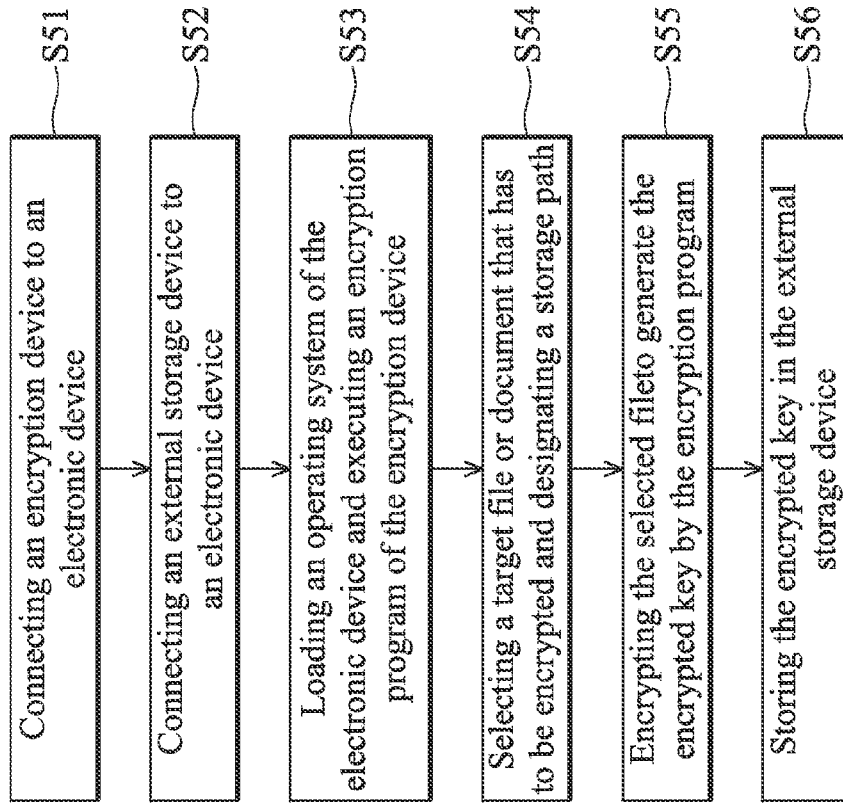 Connecting an encryption device to an
electronic device
S51
Connecting an external storage device to
an electronic device
S52
Loading an operating system of the
electronic device and executing an encryption
program of the encryption device
S53
Selecting a target file or document that has
to be encrypted and designating a storage path
S54
Encrypting the selected fileto generate the
encrypted key by the encryption program
S55
Storing the encrypted key in the external
storage device
S56